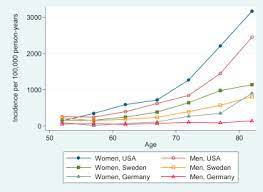 Incidence per 100,000 person-years
3000
2000
1000
0
50
60
70
80
Age
Women, USA
Men, USA
Women, Sweden
Men, Sweden
Women, Germany
Men, Germany